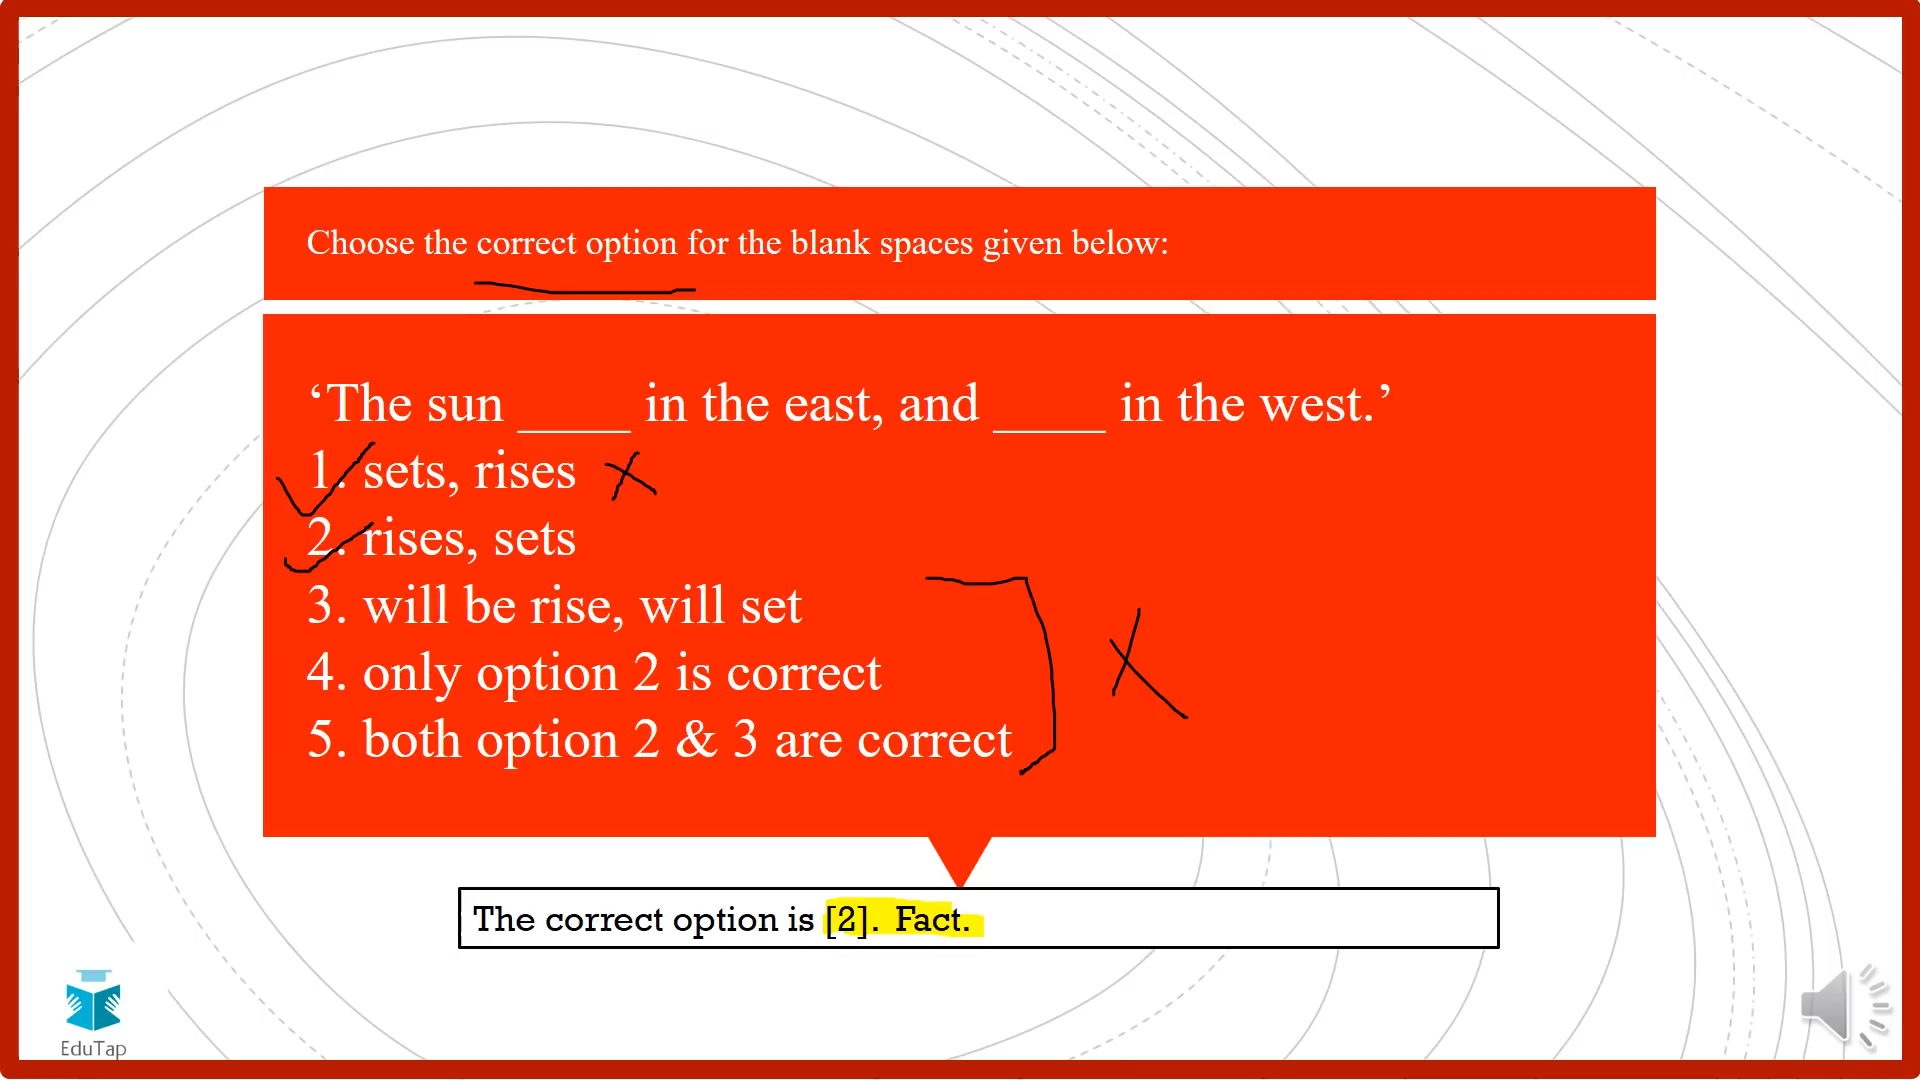 Choose the correct option for the blank spaces given below:
‘The sun ____ in the east, and ____ in the west.’
1. sets, rises
2. rises, sets
3. will be rise, will set
4. only option 2 is correct
5. both option 2 & 3 are correct
The correct option is [2]. Fact.
EduTap